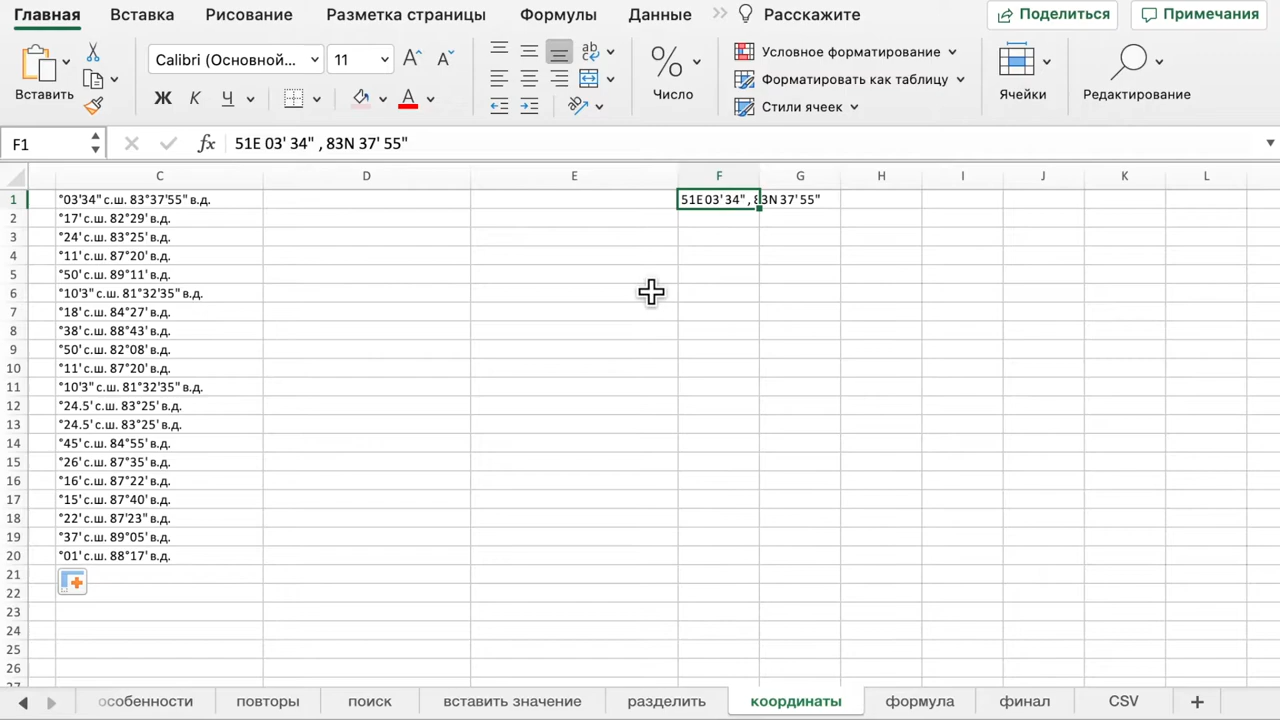 Главная Вставка Рисование Разметка страницы Формулы Данные >> Расскажите Поделиться Примечания
Вставить
Calibri (Основной... 11
Ж К Ч
A
ab
% Число
Условное форматирование
Форматировать как таблицу
Стили ячеек
Ячейки
Редактирование
F1 fx 51E 03' 34" , 83N 37' 55"
C D E F G H I J K L
1 °03'34" с.ш. 83°37'55" в.д. 51E 03' 34" , 83N 37' 55"
2 °17' с.ш. 82°29' в.д.
3 °24' с.ш. 83°25' в.д.
4 °11' с.ш. 87°20' в.д.
5 °50' с.ш. 89°11' в.д.
6 °10'3" с.ш. 81°32'35" в.д.
7 °18' с.ш. 84°27' в.д.
8 °38' с.ш. 88°43' в.д.
9 °50' с.ш. 82°08' в.д.
10 °11' с.ш. 87°20' в.д.
11 °10'3" с.ш. 81°32'35" в.д.
12 °24.5' с.ш. 83°25' в.д.
13 °24.5' с.ш. 83°25' в.д.
14 °45' с.ш. 84°55' в.д.
15 °26' с.ш. 87°35' в.д.
16 °16' с.ш. 87°22' в.д.
17 °15' с.ш. 87°40' в.д.
18 °22' с.ш. 87'23" в.д.
19 °37' с.ш. 89°05' в.д.
20 °01' с.ш. 88°17' в.д.
21
22
23
24
25
26
27
особенности повторы поиск вставить значение разделить координаты формула финал CSV +